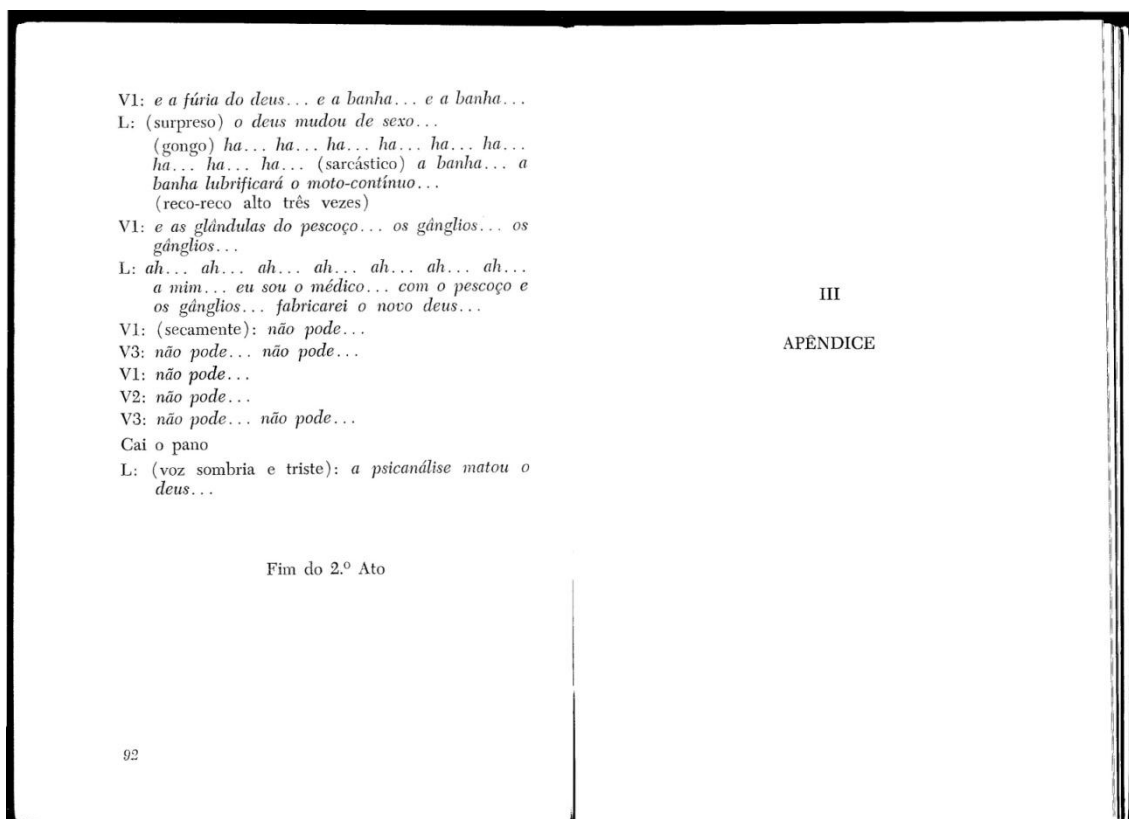 V1: e a fúria do deus... e a banha... e a banha...
L: (surpreso) o deus mudou de sexo...
(gongo) ha... ha... ha... ha... ha... ha...
ha... ha... ha... (sarcástico) a banha... a
banha lubrificará o moto-contínuo...
(reco-reco alto três vezes)
V1: e as glândulas do pescoço... os gânglios... os
gânglios...
L: ah... ah... ah... ah... ah... ah... ah...
a mim... eu sou o médico... com o pescoço e
os gânglios... fabricarei o novo deus...
V1: (secamente): não pode...
V3: não pode... não pode...
V1: não pode...
V2: não pode...
V3: não pode... não pode...
Cai o pano
L: (voz sombria e triste): a psicanálise matou o
deus...
Fim do 2.º Ato
92
III
APÊNDICE